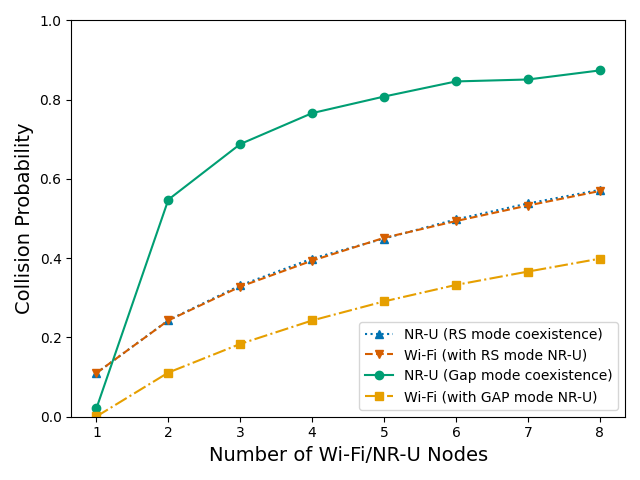 Collision Probability
1.0
0.8
0.6
0.4
0.2
0.0
NR-U (RS mode coexistence)
Wi-Fi (with RS mode NR-U)
NR-U (Gap mode coexistence)
Wi-Fi (with GAP mode NR-U)
1 2 3 4 5 6 7 8
Number of Wi-Fi/NR-U Nodes